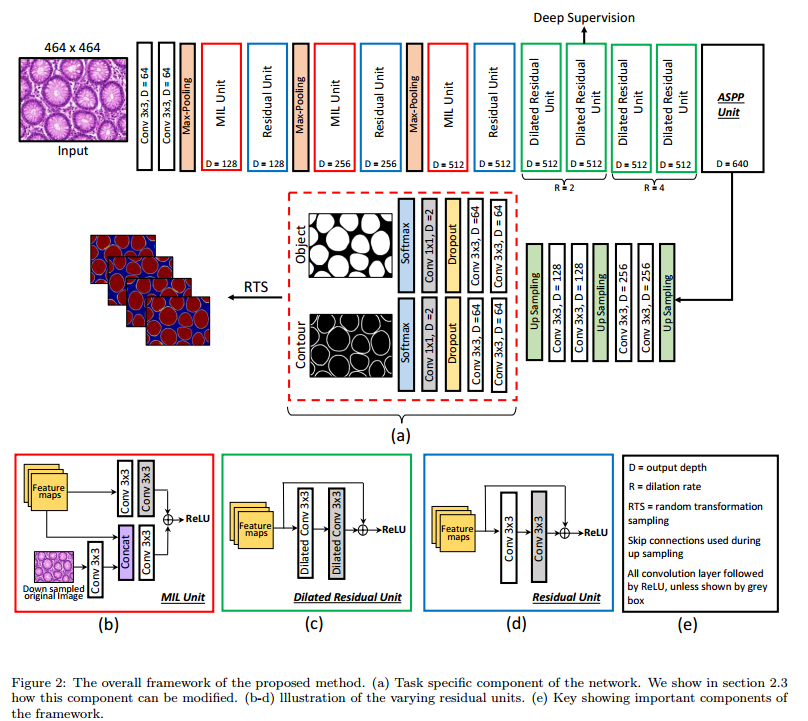 Deep Supervision
464 x 464
Input
Conv 3x3, D = 64
Conv 3x3, D = 64
Max-Pooling
MIL Unit
D = 128
Residual Unit
D = 128
Max-Pooling
MIL Unit
D = 256
Residual Unit
D = 256
Max-Pooling
MIL Unit
D = 512
Residual Unit
D = 512
Dilated Residual
Unit
D = 512
Dilated Residual
Unit
D = 512
Dilated Residual
Unit
D = 512
Dilated Residual
Unit
D = 512
ASPP
Unit
D = 640
R = 2
R = 4
RTS
Object
Softmax
Conv 1x1, D =2
Dropout
Conv 3x3, D =64
Conv 3x3, D = 64
Contour
Softmax
Conv 1x1, D =2
Dropout
Conv 3x3, D =64
Conv 3x3, D = 64
Up Sampling
Conv 3x3, D = 128
Conv 3x3, D = 128
Up Sampling
Conv 3x3, D = 256
Conv 3x3, D = 256
Up Sampling
(a)
Feature
maps
Conv 3x3
Conv 3x3
ReLU
Down sampled
original Image
Conv 3x3
Concat
Conv 3x3
MIL Unit
(b)
Feature
maps
Dilated Conv 3x3
Dilated Conv 3x3
ReLU
Dilated Residual Unit
(c)
Feature
maps
Conv 3x3
Conv 3x3
ReLU
Residual Unit
(d)
D = output depth
R = dilation rate
RTS = random transformation
sampling
Skip connections used during
up sampling
All convolution layer followed
by ReLU, unless shown by grey
box
(e)
Figure 2: The overall framework of the proposed method. (a) Task specific component of the network. We show in section 2.3
how this component can be modified. (b-d) Illustration of the varying residual units. (e) Key showing important components of
the framework.